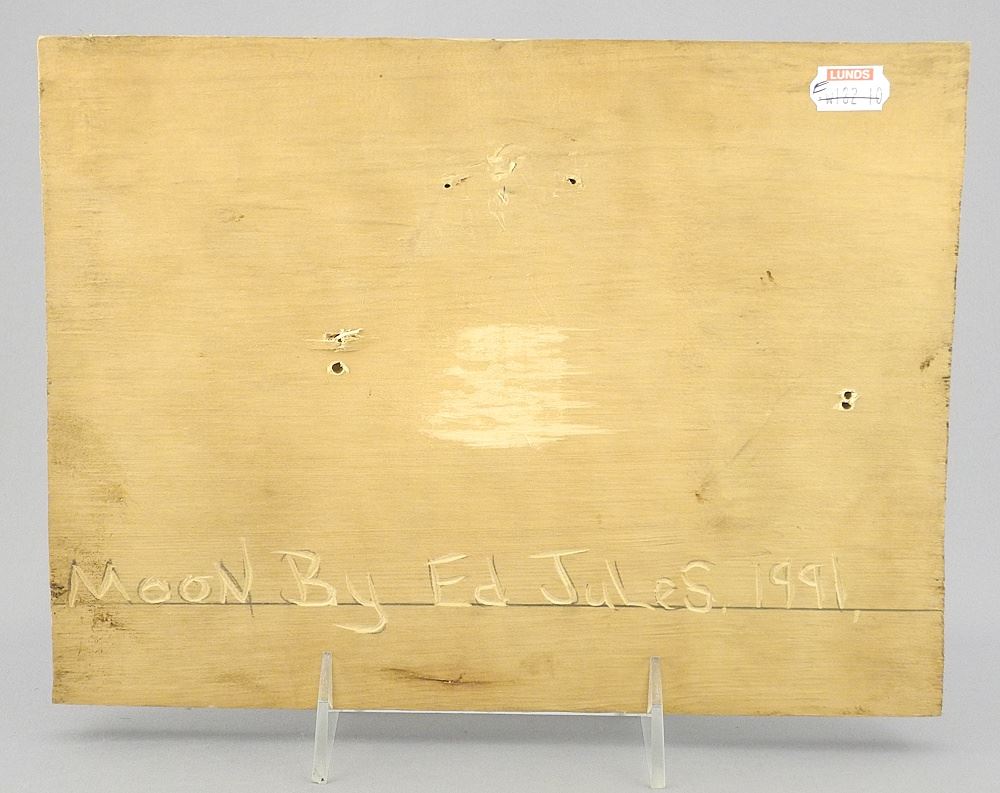 LUNDS
Moon By Ed JuLeS. 1991,